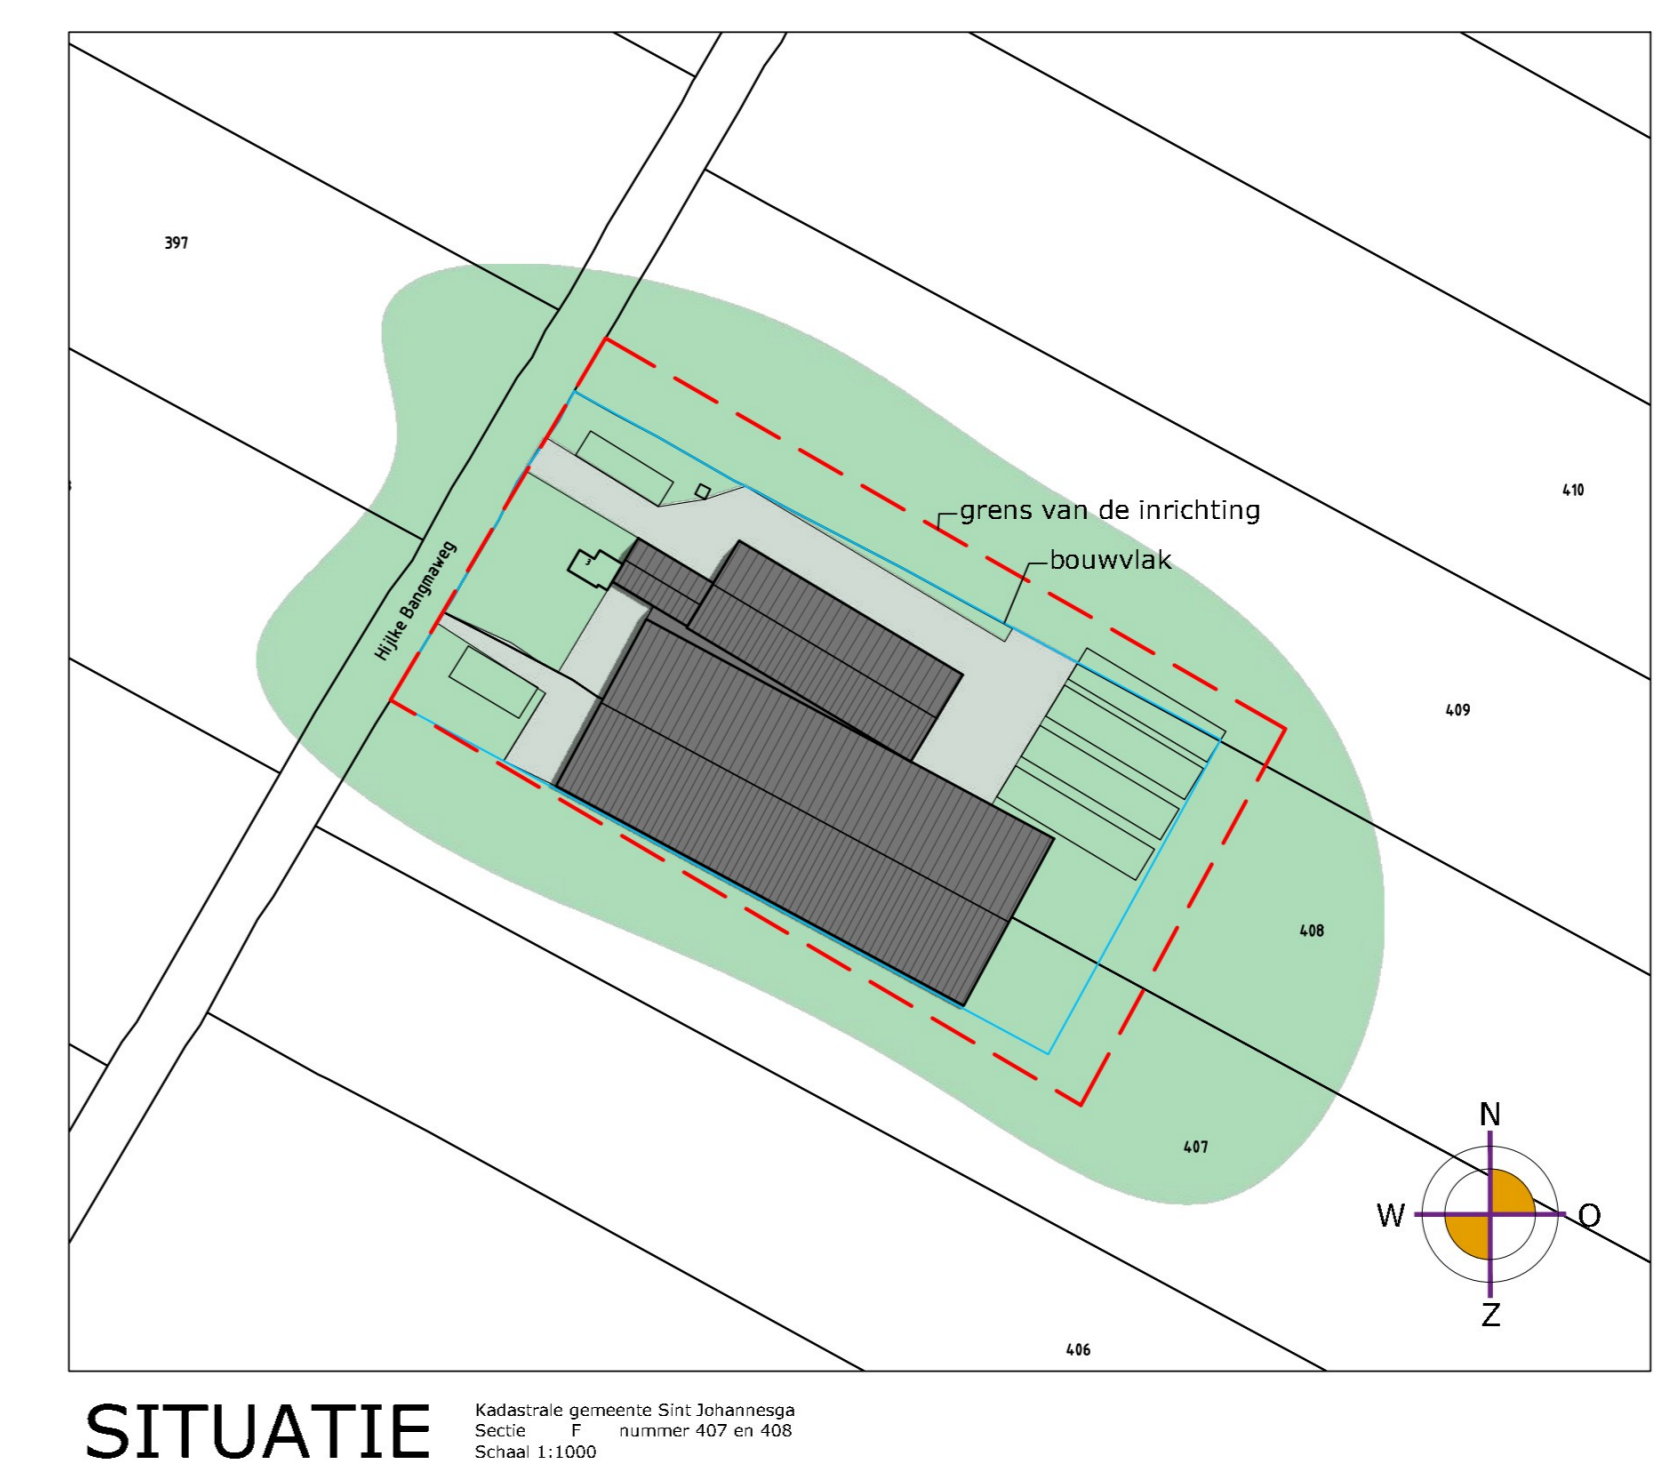 397
410
grens van de inrichting
bouwvlak
Hijlke Bangmaweg
3
409
408
407
N
W O
Z
406
SITUATIE
Kadastrale gemeente Sint Johannesga
Sectie F nummer 407 en 408
Schaal 1:1000